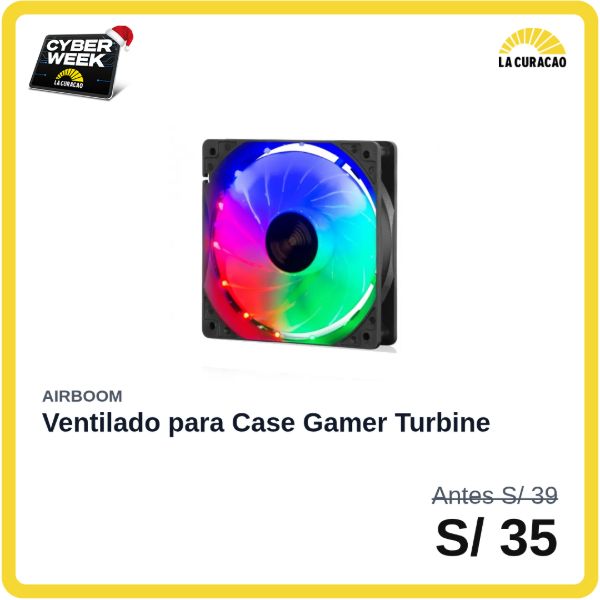 CYBER
WEEK
LA CURACAO
LA CURACAO
AIRBOOM
Ventilado para Case Gamer Turbine
Antes S/ 39
S/ 35